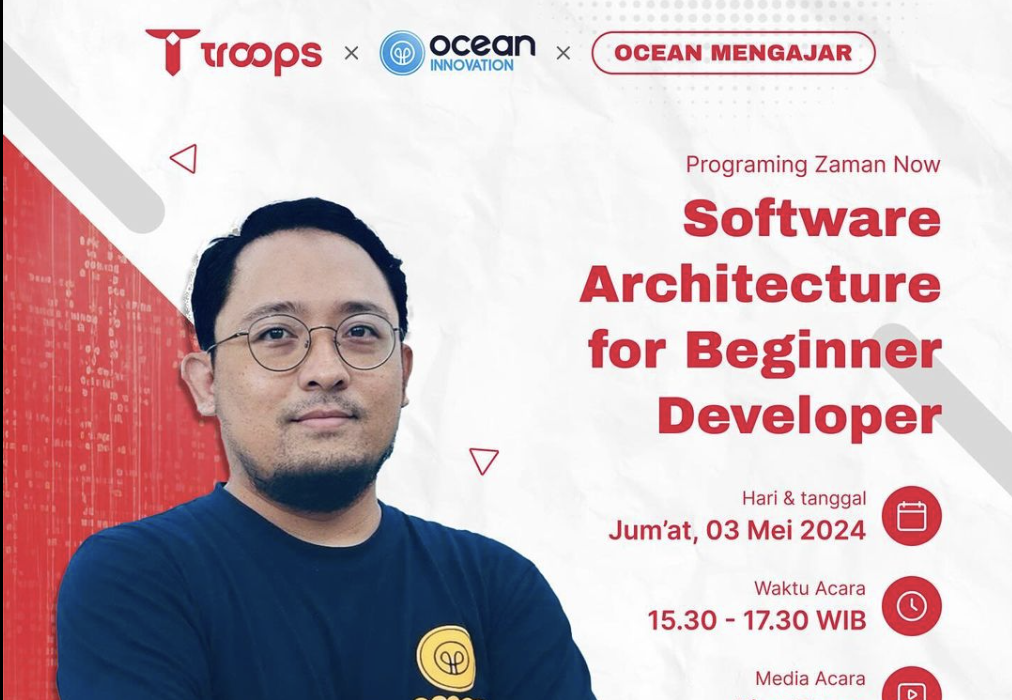 troops × ocean INNOVATION × OCEAN MENGAJAR
Programing Zaman Now
Software
Architecture
for Beginner
Developer
Hari & tanggal
Jum'at, 03 Mei 2024
Waktu Acara
15.30 - 17.30 WIB
Media Acara